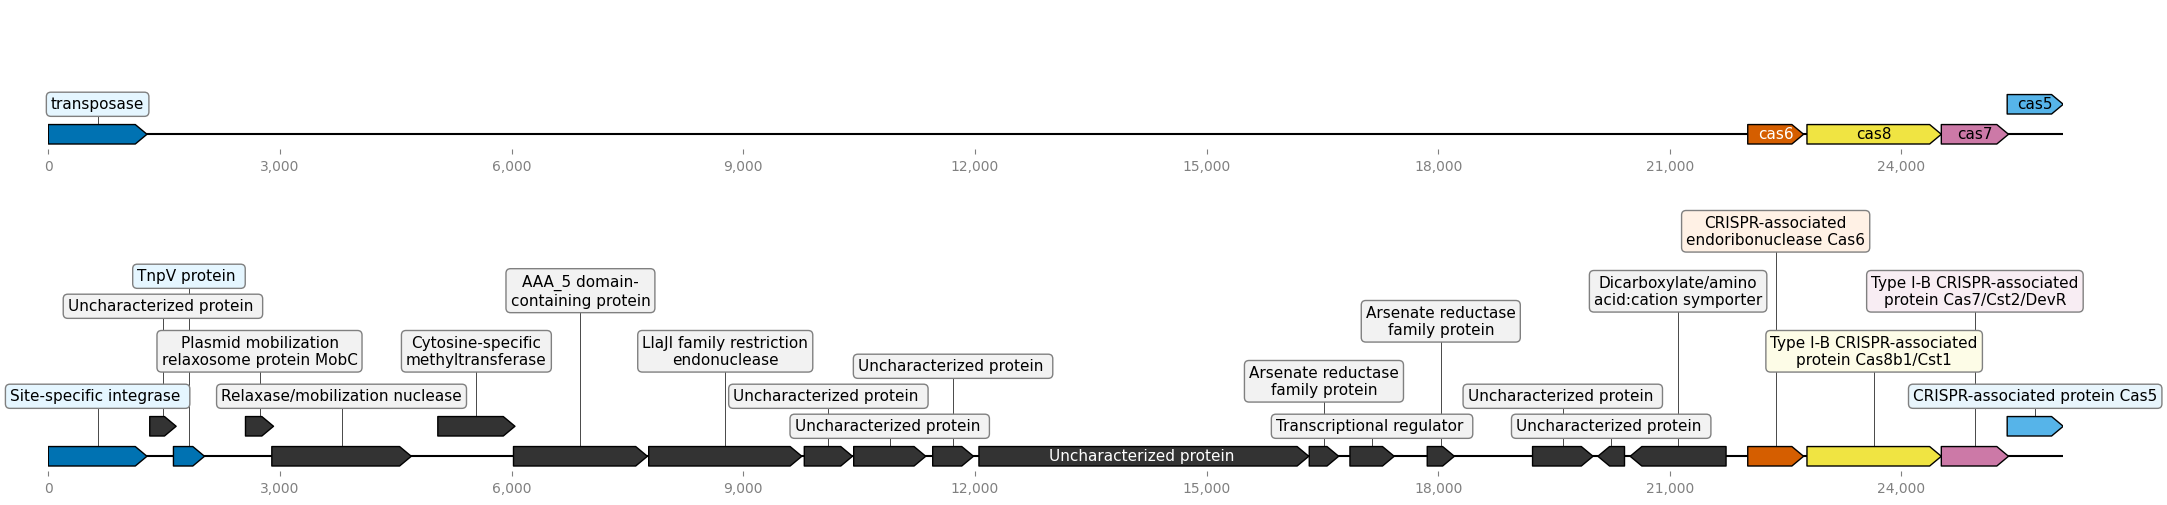 transposase
cas5
cas6
cas8
cas7
0
3,000
6,000
9,000
12,000
15,000
18,000
21,000
24,000
CRISPR-associated
endoribonuclease Cas6
TnpV protein
AAA_5 domain-
containing protein
Dicarboxylate/amino
acid:cation symporter
Type I-B CRISPR-associated
protein Cas7/Cst2/DevR
Uncharacterized protein
Arsenate reductase
family protein
Plasmid mobilization
relaxosome protein MobC
Cytosine-specific
methyltransferase
LlaJI family restriction
endonuclease
Type I-B CRISPR-associated
protein Cas8b1/Cst1
Uncharacterized protein
Arsenate reductase
family protein
Site-specific integrase
Relaxase/mobilization nuclease
Uncharacterized protein
Uncharacterized protein
CRISPR-associated protein Cas5
Uncharacterized protein
Transcriptional regulator
Uncharacterized protein
Uncharacterized protein
0
3,000
6,000
9,000
12,000
15,000
18,000
21,000
24,000